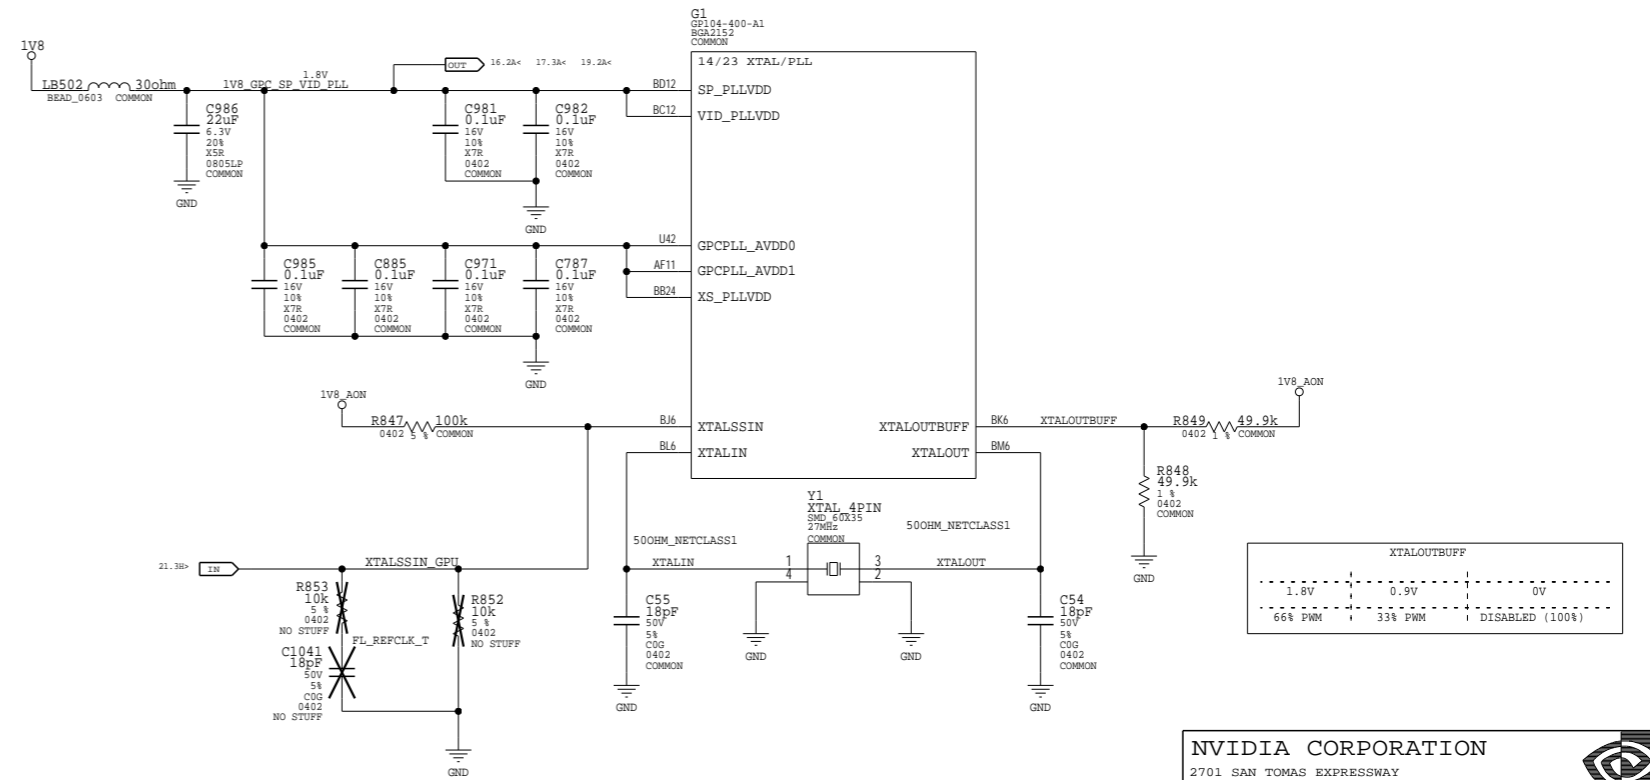 G1
GP104-400-A1
BGA2152
COMMON
1V8
14/23 XTAL/PLL
OUT 16.2A< 17.3A< 19.2A<
LB502 30ohm
BEAD_0603 COMMON
1.8V
1V8_GPC_SP_VID_PLL
BD12 SP_PLLVDD
BC12 VID_PLLVDD
C986
22uF
6.3V
20%
X5R
0805LP
COMMON
GND
C981
0.1uF
16V
10%
X7R
0402
COMMON
C982
0.1uF
16V
10%
X7R
0402
COMMON
GND
U42 GPCPLL_AVDD0
AF11 GPCPLL_AVDD1
BB24 XS_PLLVDD
C985
0.1uF
16V
10%
X7R
0402
COMMON
C885
0.1uF
16V
10%
X7R
0402
COMMON
C971
0.1uF
16V
10%
X7R
0402
COMMON
C787
0.1uF
16V
10%
X7R
0402
COMMON
GND
1V8_AON
R847 100k
0402 5 % COMMON
BJ6 XTALSSIN
BL6 XTALIN
XTALOUTBUFF BK6 XTALOUTBUFF
XTALOUT BM6
1V8_AON
R849 49.9k
0402 1 % COMMON
R848
49.9k
1 %
0402
COMMON
GND
Y1
XTAL_4PIN
SMD_60X35
27MHz
COMMON
50OHM_NETCLASS1
50OHM_NETCLASS1
XTALIN 1 3 XTALOUT
4 2
GND
GND
C55
18pF
50V
5%
C0G
0402
COMMON
GND
C54
18pF
50V
5%
C0G
0402
COMMON
GND
21.3H> IN XTALSSIN_GPU
R853
10k
5 %
0402
NO STUFF
R852
10k
5 %
0402
NO STUFF
FL_REFCLK_T
C1041
18pF
50V
5%
C0G
0402
NO STUFF
GND
XTALOUTBUFF
1.8V 0.9V 0V
66% PWM 33% PWM DISABLED (100%)
NVIDIA CORPORATION
2701 SAN TOMAS EXPRESSWAY